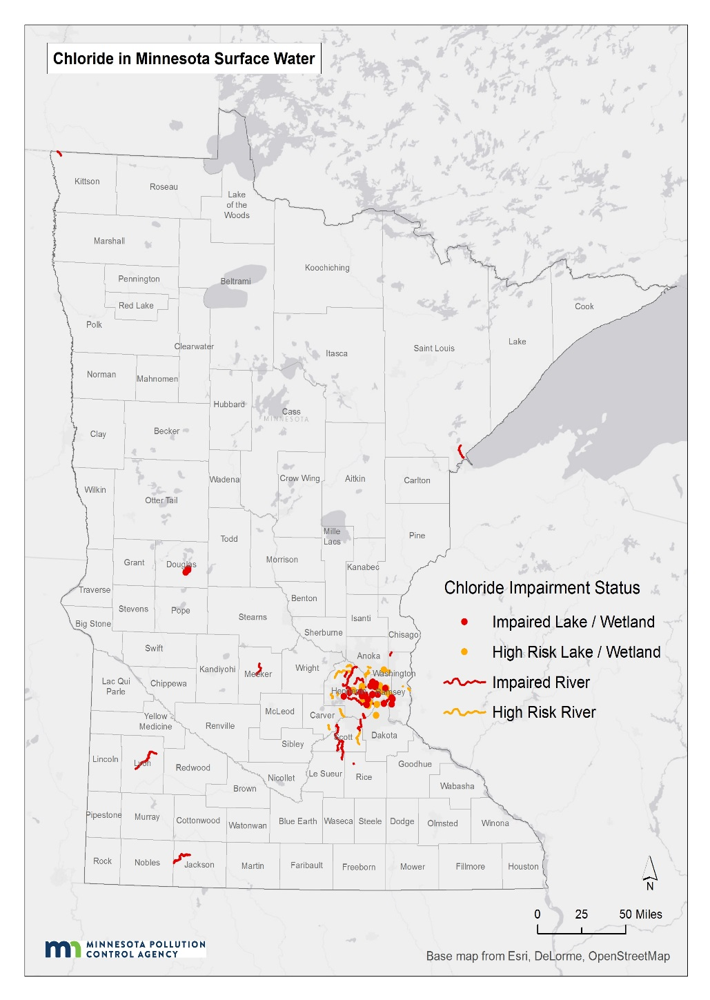 Chloride in Minnesota Surface Water
Kittson
Roseau
Lake
of the
Woods
Marshall
Koochiching
Pennington
Beltrami
Red Lake
Cook
Polk
Clearwater
Lake
Saint Louis
Itasca
Norman
Mahnomen
Hubbard
Cass
MINNESOTA
Clay
Becker
Wadena
Crow Wing
Aitkin
Carlton
Wilkin
Otter Tail
Mille
Lacs
Pine
Todd
Grant
Douglas
Morrison
Kanabec
Traverse
Stevens
Pope
Stearns
Benton
Big Stone
Isanti
Sherburne
Chisago
Swift
Anoka
Kandiyohi
Meeker
Wright
Washington
Lac Qui
Parle
Chippewa
Hennepin
Ramsey
McLeod
Carver
Yellow
Medicine
Renville
Scott
Dakota
Sibley
Lincoln
Lyon
Redwood
Goodhue
Nicollet
Le Sueur
Rice
Brown
Wabasha
Pipestone
Murray
Cottonwood
Watonwan
Blue Earth
Waseca
Steele
Dodge
Olmsted
Winona
Rock
Nobles
Jackson
Martin
Faribault
Freeborn
Mower
Fillmore
Houston
Chloride Impairment Status
Impaired Lake / Wetland
High Risk Lake / Wetland
Impaired River
High Risk River
N
0 25 50 Miles
mn MINNESOTA POLLUTION
CONTROL AGENCY
Base map from Esri, DeLorme, OpenStreetMap